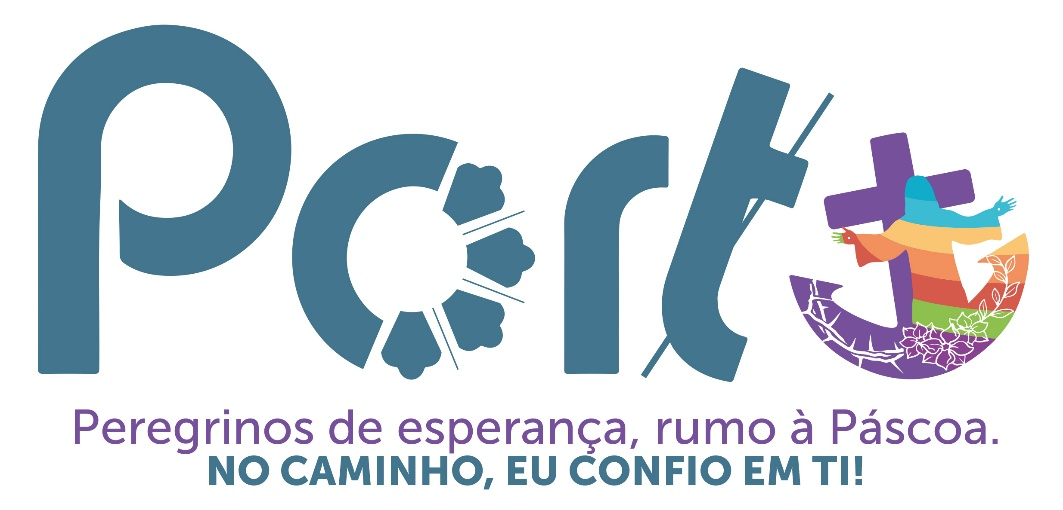 Porto
Peregrinos de esperança, rumo à Páscoa.
NO CAMINHO, EU CONFIO EM TI!